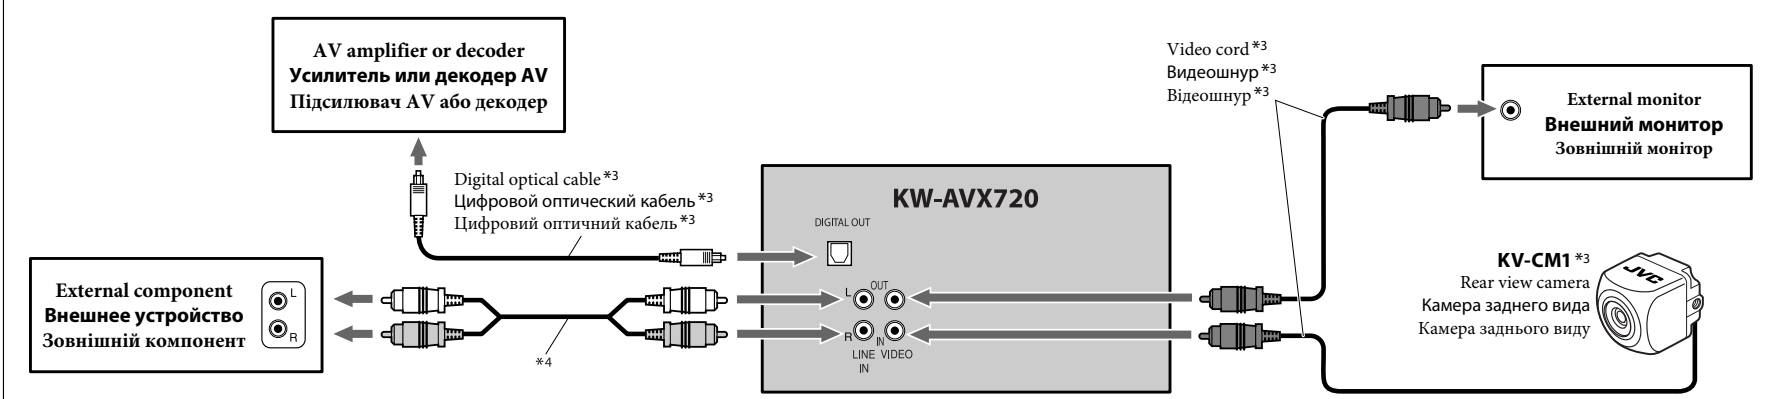 AV amplifier or decoder
Усилитель или декодер AV
Підсилювач AV або декодер
Digital optical cable*3
Цифровой оптический кабель*3
Цифровий оптичний кабель*3
External component
Внешнее устройство
Зовнішній компонент
L
R
*4
KW-AVX720
DIGITAL OUT
L
OUT
R
IN
LINE
IN
VIDEO
Video cord*3
Видеошнур*3
Відеошнур*3
External monitor
Внешний монитор
Зовнішній монітор
KV-CM1*3
Rear view camera
Камера заднего вида
Камера заднього виду
JVC